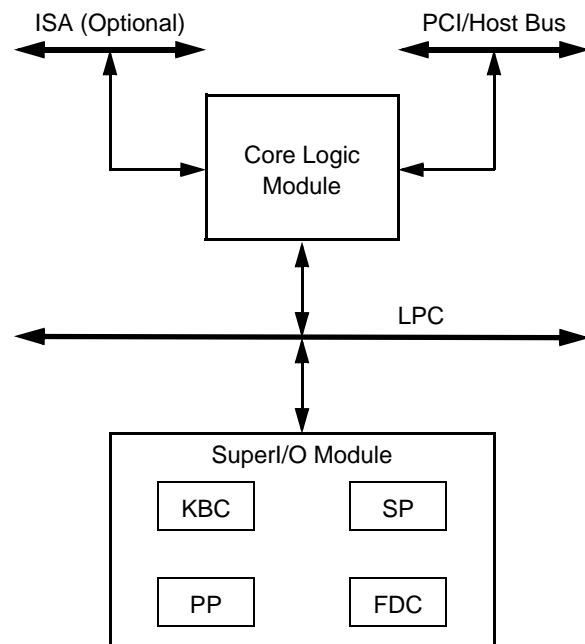 ISA (Optional)
PCI/Host Bus
Core Logic
Module
LPC
SuperI/O Module
KBC
SP
PP
FDC